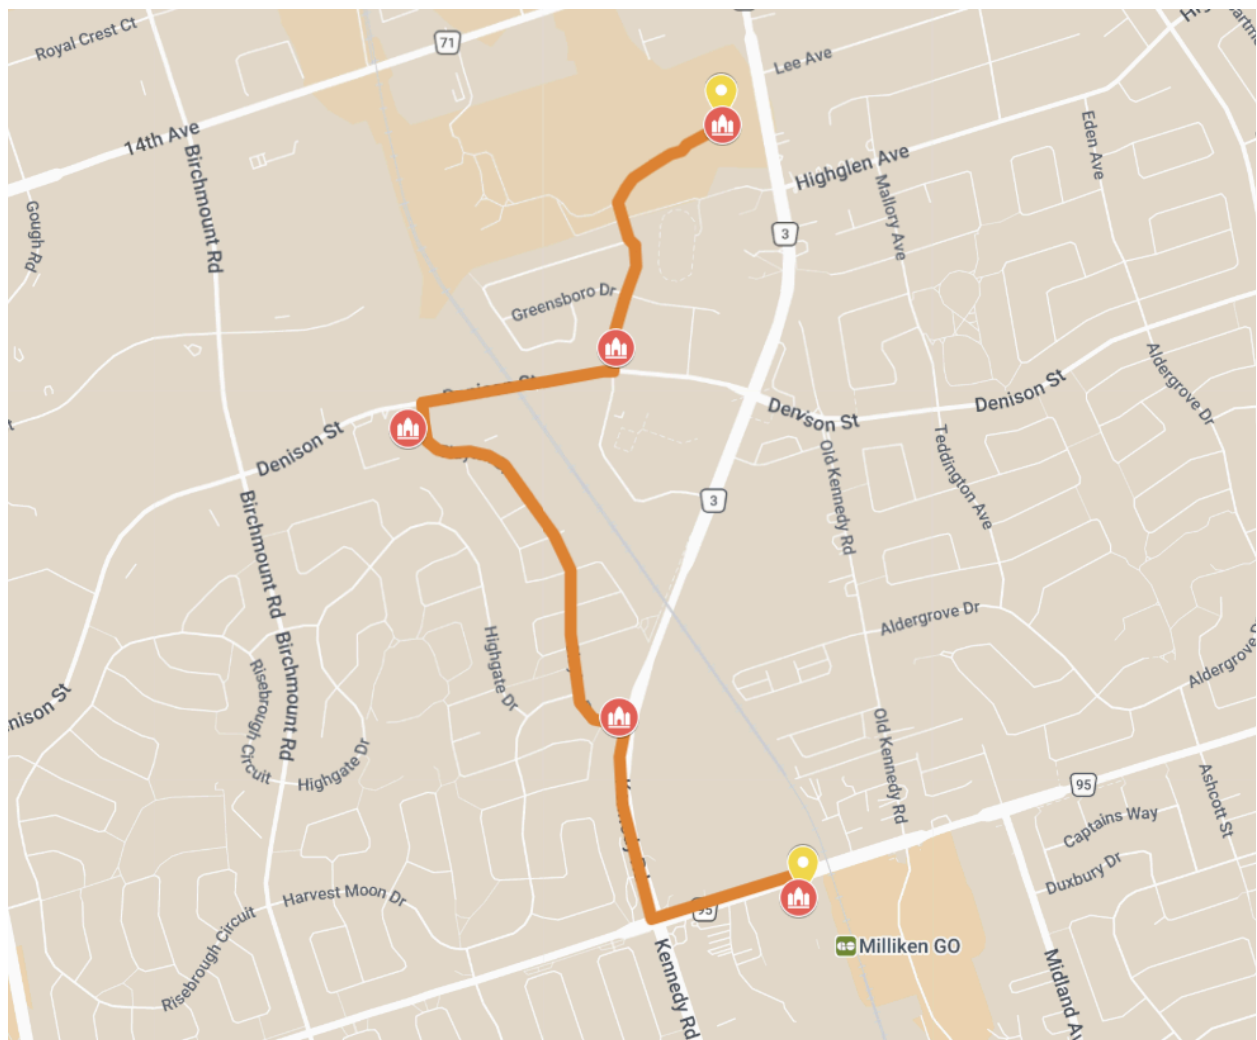 Royal Crest Ct
71
Lee Ave
14th Ave
Birchmount Rd
Highglen Ave
Eden Ave
Mallory Ave
Gough Rd
3
Greensboro Dr
Denison St
Denison St
Denison St
Aldergrove Dr
Teddington Ave
Old Kennedy Rd
3
Birchmount Rd
Aldergrove Dr
Highgate Dr
Birchmount Rd
Risebrough Circuit
Highgate Dr
Old Kennedy Rd
95
Ashcott St
Captains Way
Duxbury Dr
Harvest Moon Dr
95
Risebrough Circuit
Milliken GO
Kennedy Rd